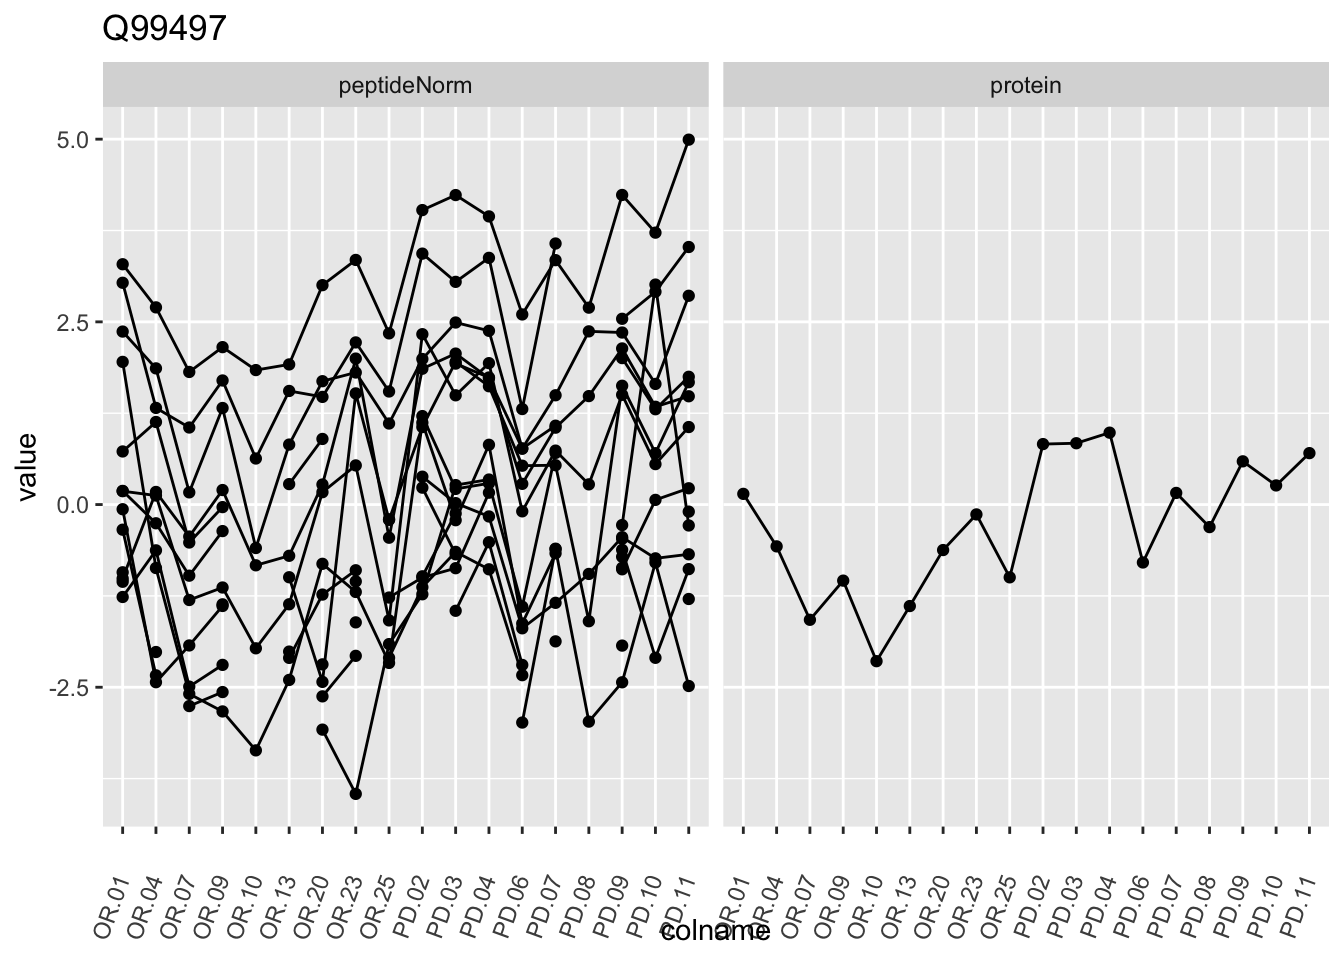 Q99497
peptideNorm protein
value
5.0
2.5
0.0
-2.5
OR.01 OR.04 OR.07 OR.09 OR.10 OR.13 OR.20 OR.23 OR.25 PD.02 PD.03 PD.04 PD.06 PD.07 PD.08 PD.09 PD.10 PD.11 OR.01 OR.04 OR.07 OR.09 OR.10 OR.13 OR.20 OR.23 OR.25 PD.02 PD.03 PD.04 PD.06 PD.07 PD.08 PD.09 PD.10 PD.11
colname